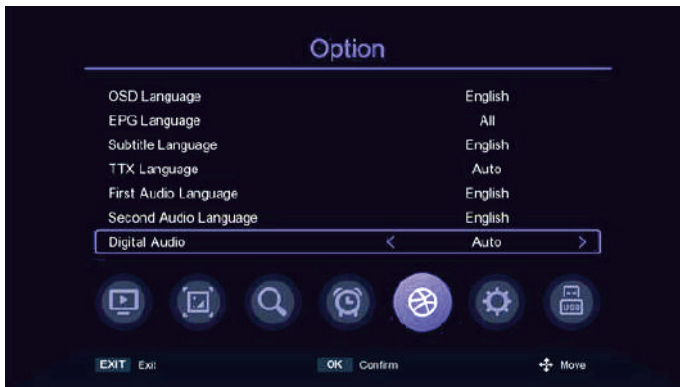 Option
OSD Language English
EPG Language All
Subtitle Language English
TTX Language Auto
First Audio Language English
Second Audio Language English
Digital Audio < Auto >
USB
EXIT Exit OK Confirm Move